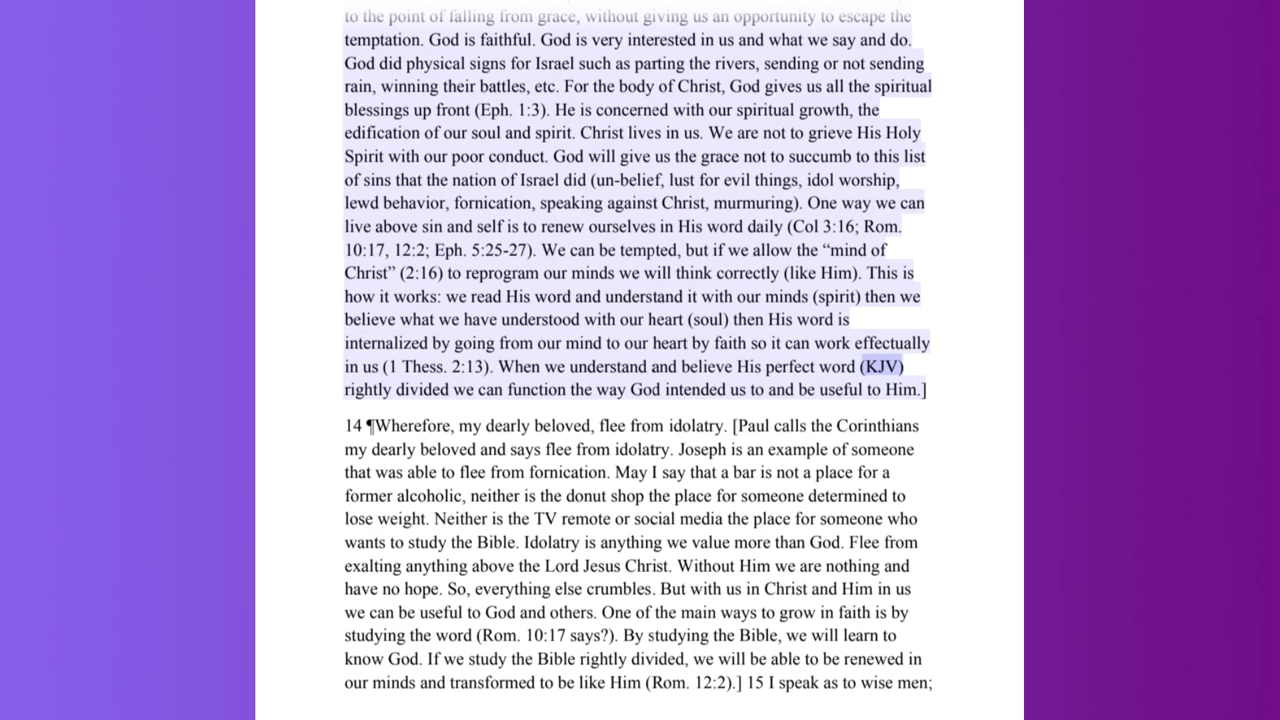 to the point of falling from grace, without giving us an opportunity to escape the
temptation. God is faithful. God is very interested in us and what we say and do.
God did physical signs for Israel such as parting the rivers, sending or not sending
rain, winning their battles, etc. For the body of Christ, God gives us all the spiritual
blessings up front (Eph. 1:3). He is concerned with our spiritual growth, the
edification of our soul and spirit. Christ lives in us. We are not to grieve His Holy
Spirit with our poor conduct. God will give us the grace not to succumb to this list
of sins that the nation of Israel did (un-belief, lust for evil things, idol worship,
lewd behavior, fornication, speaking against Christ, murmuring). One way we can
live above sin and self is to renew ourselves in His word daily (Col 3:16; Rom.
10:17, 12:2; Eph. 5:25-27). We can be tempted, but if we allow the “mind of
Christ” (2:16) to reprogram our minds we will think correctly (like Him). This is
how it works: we read His word and understand it with our minds (spirit) then we
believe what we have understood with our heart (soul) then His word is
internalized by going from our mind to our heart by faith so it can work effectually
in us (1 Thess. 2:13). When we understand and believe His perfect word (KJV)
rightly divided we can function the way God intended us to and be useful to Him.]
14 ¶Wherefore, my dearly beloved, flee from idolatry. [Paul calls the Corinthians
my dearly beloved and says flee from idolatry. Joseph is an example of someone
that was able to flee from fornication. May I say that a bar is not a place for a
former alcoholic, neither is the donut shop the place for someone determined to
lose weight. Neither is the TV remote or social media the place for someone who
wants to study the Bible. Idolatry is anything we value more than God. Flee from
exalting anything above the Lord Jesus Christ. Without Him we are nothing and
have no hope. So, everything else crumbles. But with us in Christ and Him in us
we can be useful to God and others. One of the main ways to grow in faith is by
studying the word (Rom. 10:17 says?). By studying the Bible, we will learn to
know God. If we study the Bible rightly divided, we will be able to be renewed in
our minds and transformed to be like Him (Rom. 12:2).] 15 I speak as to wise men;